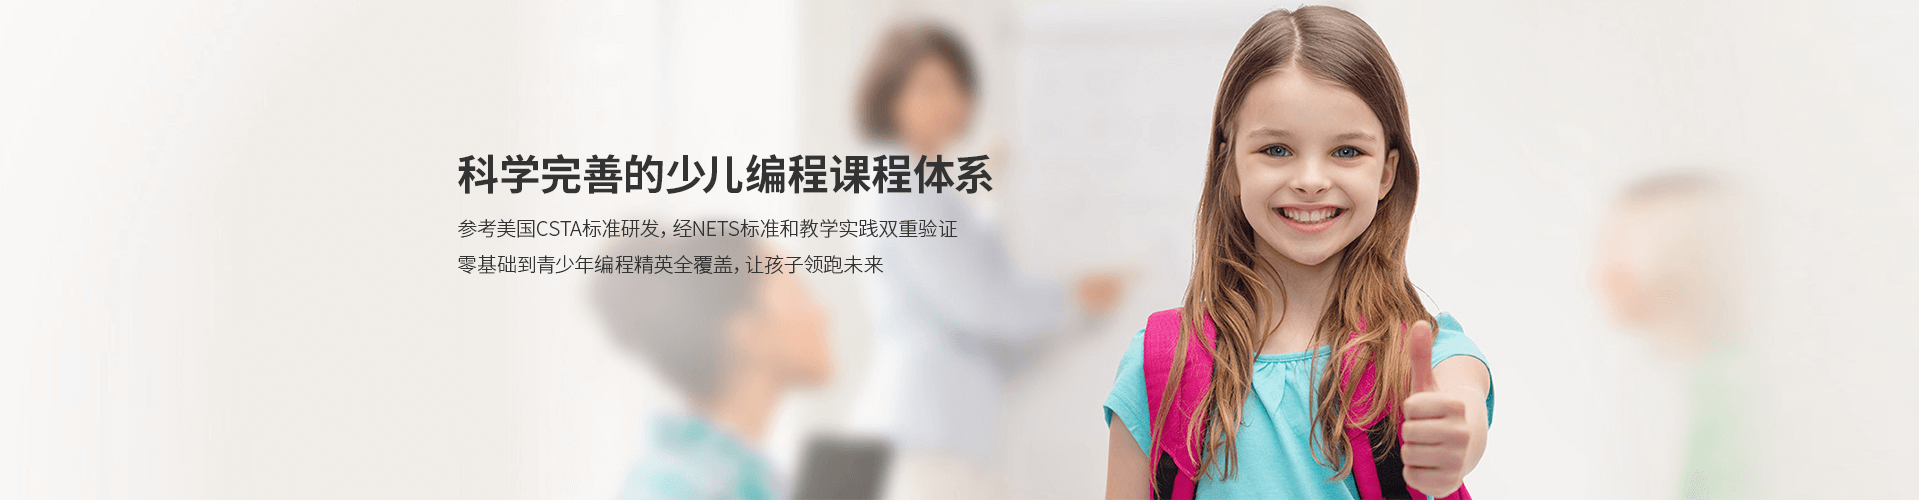 科学完善的少儿编程课程体系
参考美国CSTA标准研发，经NETS标准和教学实践双重验证
零基础到青少年编程精英全覆盖，让孩子领跑未来